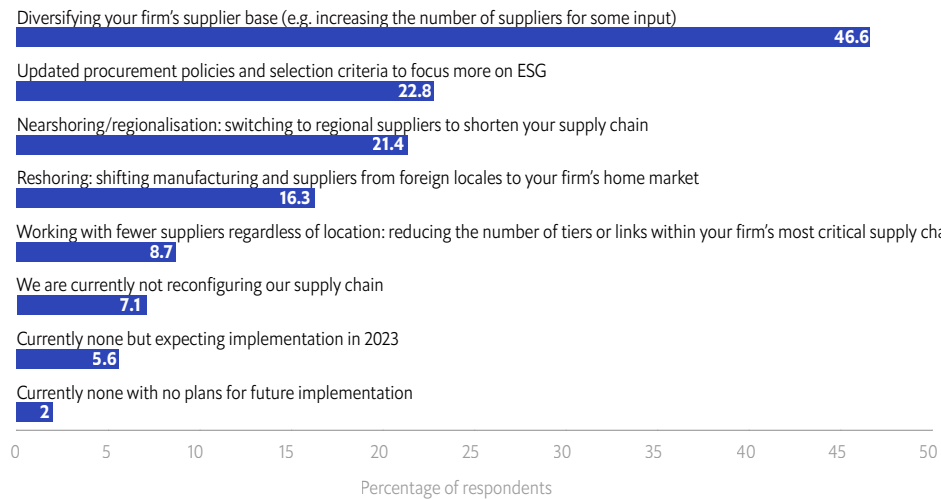 Diversifying your firm's supplier base (e.g. increasing the number of suppliers for some input)
46.6
Updated procurement policies and selection criteria to focus more on ESG
22.8
Nearshoring/regionalisation: switching to regional suppliers to shorten your supply chain
21.4
Reshoring: shifting manufacturing and suppliers from foreign locales to your firm's home market
16.3
Working with fewer suppliers regardless of location: reducing the number of tiers or links within your firm's most critical supply
8.7
We are currently not reconfiguring our supply chain
7.1
Currently none but expecting implementation in 2023
5.6
Currently none with no plans for future implementation
2
0 5 10 15 20 25 30 35 40 45 50
Percentage of respondents